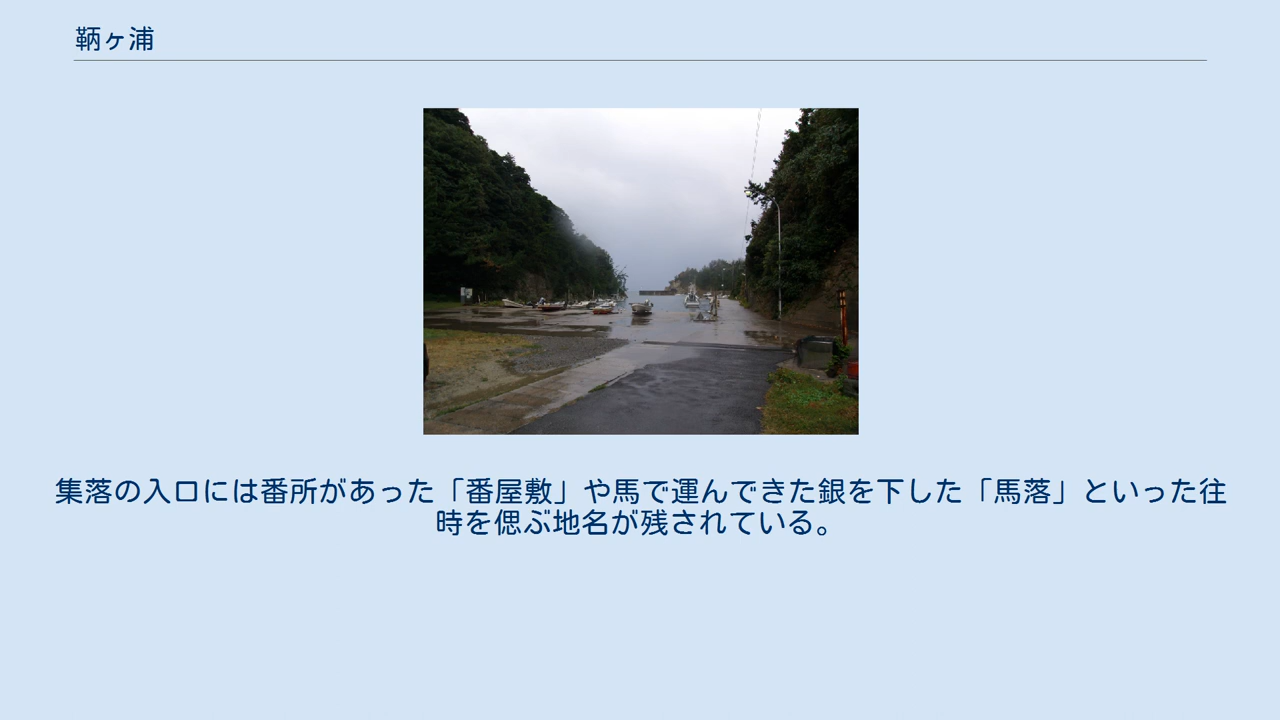 鞆ヶ浦
集落の入口には番所があった「番屋敷」や馬で運んできた銀を下した「馬落」といった往
時を偲ぶ地名が残されている。